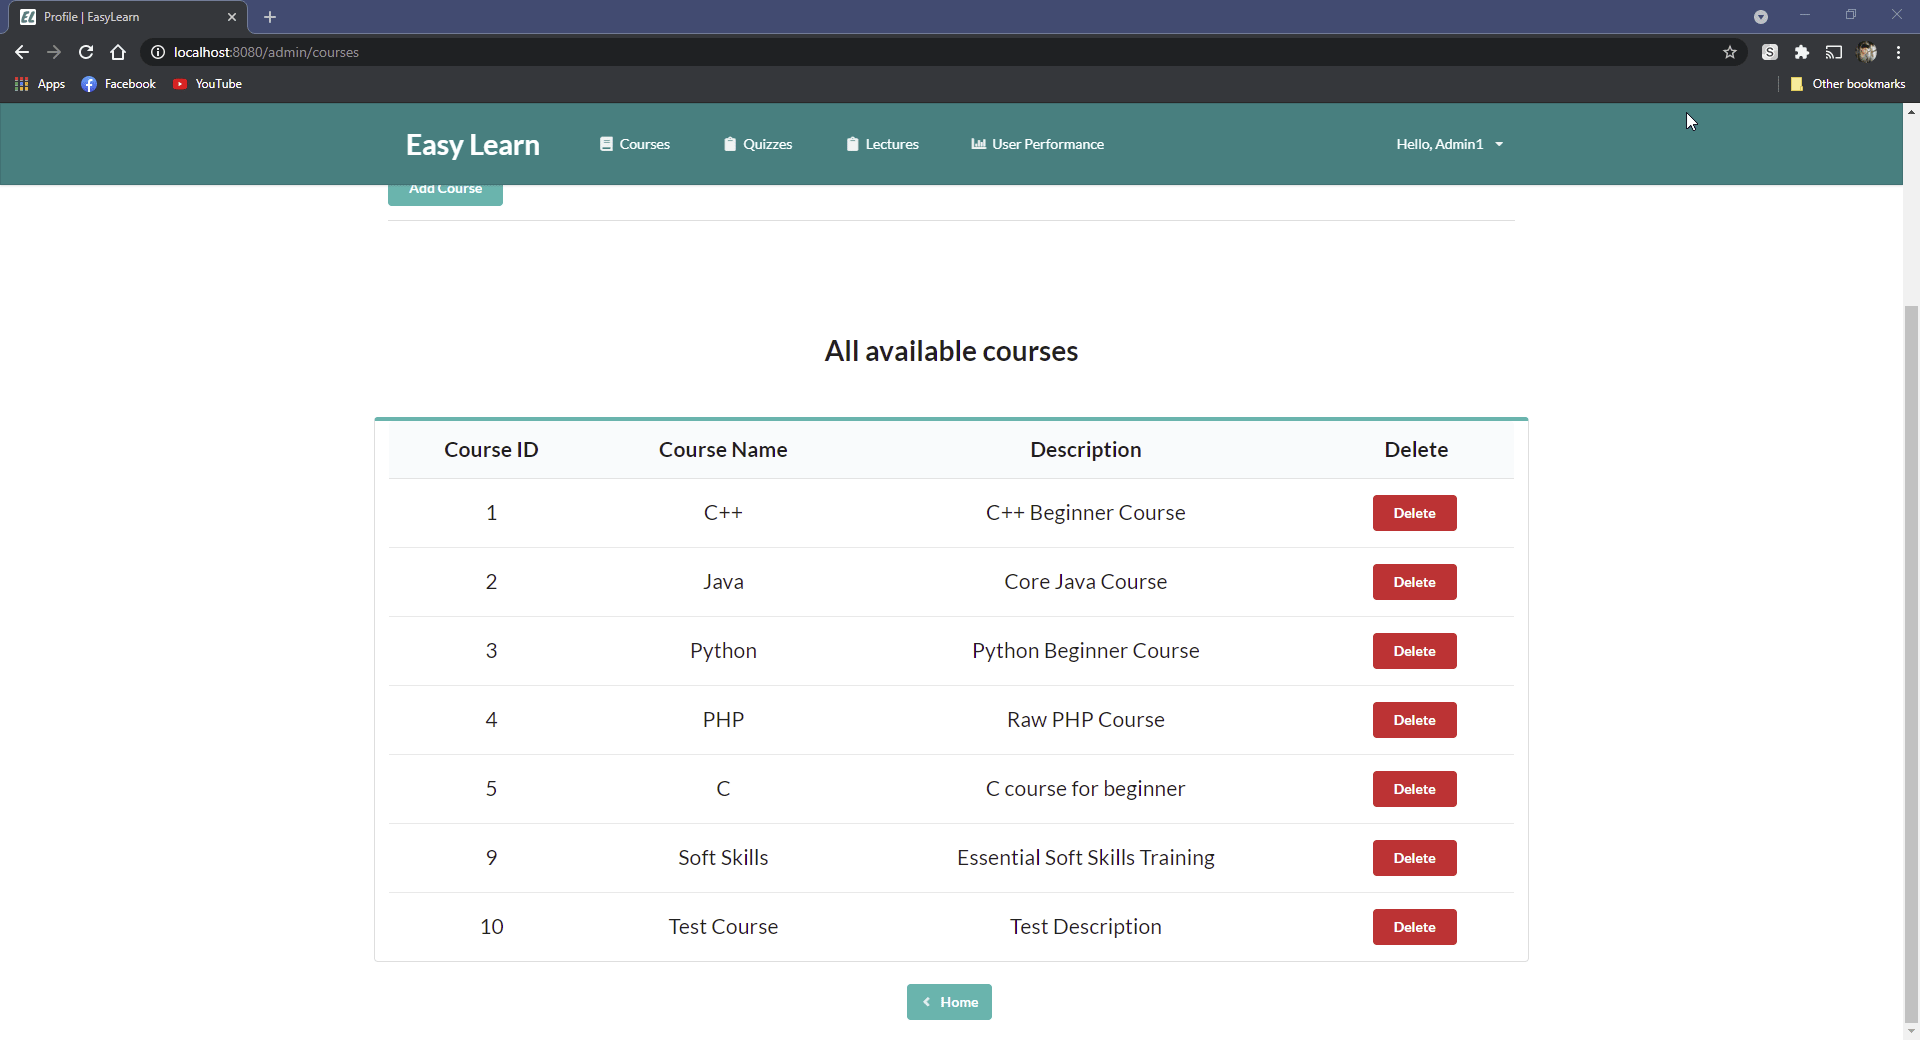 EL Profile | EasyLearn
localhost:8080/admin/courses
S
Apps Facebook YouTube Other bookmarks
Easy Learn Courses Quizzes Lectures User Performance Hello, Admin1
Add Course
All available courses
Course ID Course Name Description Delete
1 C++ C++ Beginner Course Delete
2 Java Core Java Course Delete
3 Python Python Beginner Course Delete
4 PHP Raw PHP Course Delete
5 C C course for beginner Delete
9 Soft Skills Essential Soft Skills Training Delete
10 Test Course Test Description Delete
Home